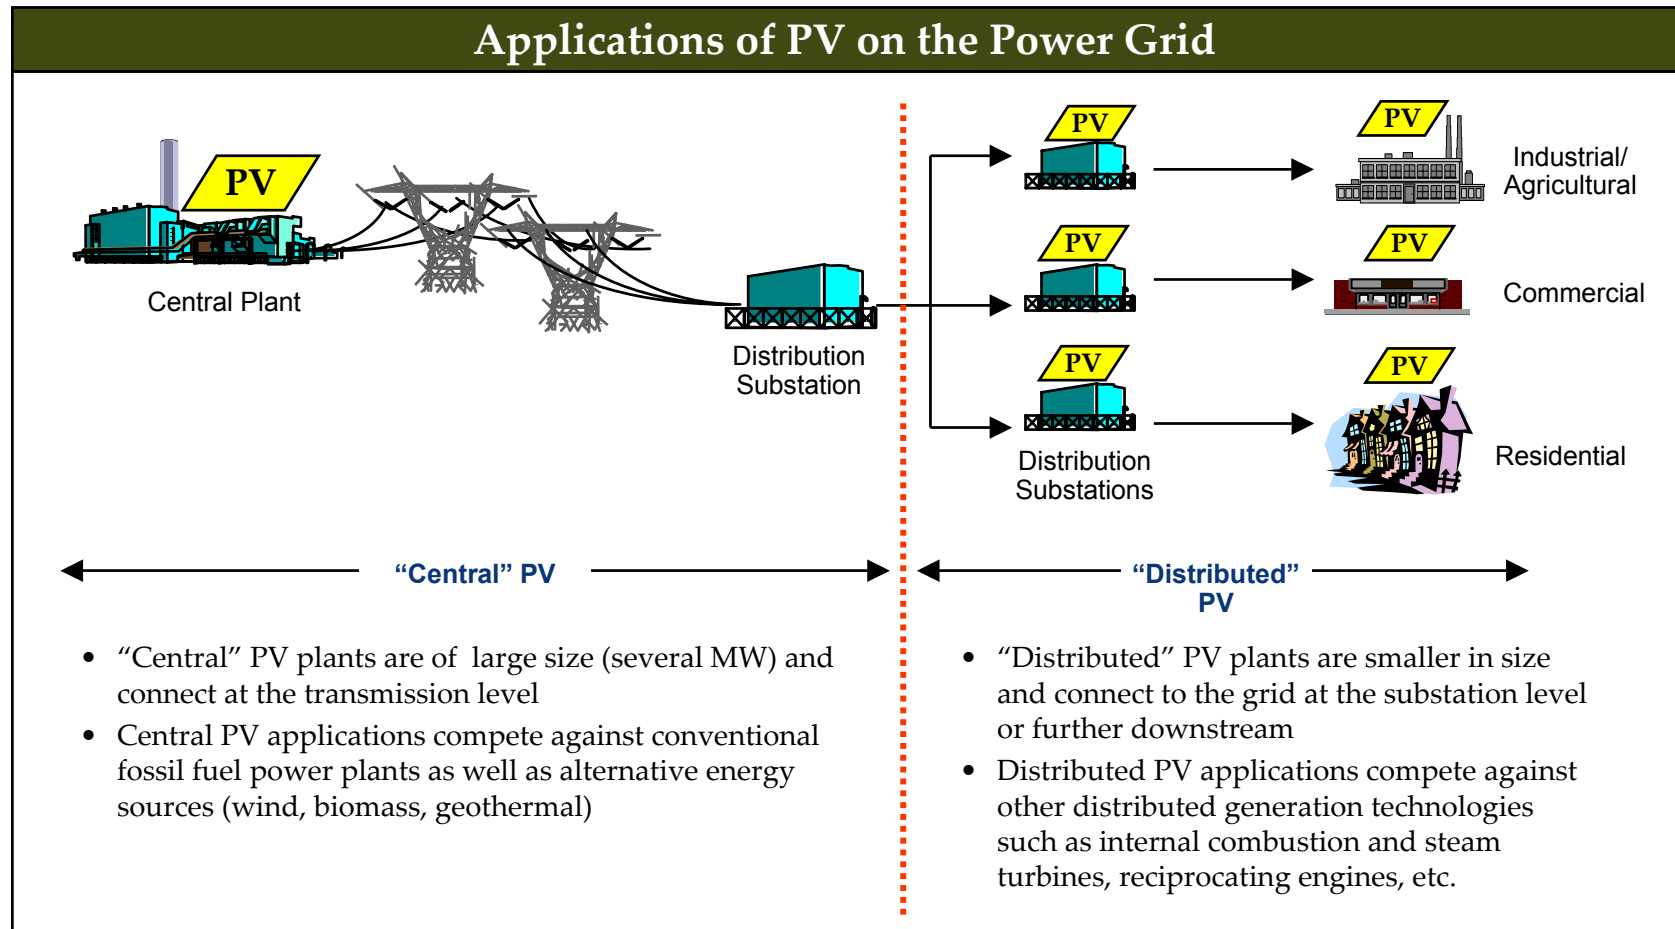 Applications of PV on the Power Grid
PV
Central Plant
Distribution
Substation
PV
PV
PV
Distribution
Substations
PV
Industrial/
Agricultural
PV
Commercial
PV
Residential
“Central” PV
“Distributed”
PV
• “Central” PV plants are of large size (several MW) and
connect at the transmission level
• Central PV applications compete against conventional
fossil fuel power plants as well as alternative energy
sources (wind, biomass, geothermal)
• “Distributed” PV plants are smaller in size
and connect to the grid at the substation level
or further downstream
• Distributed PV applications compete against
other distributed generation technologies
such as internal combustion and steam
turbines, reciprocating engines, etc.